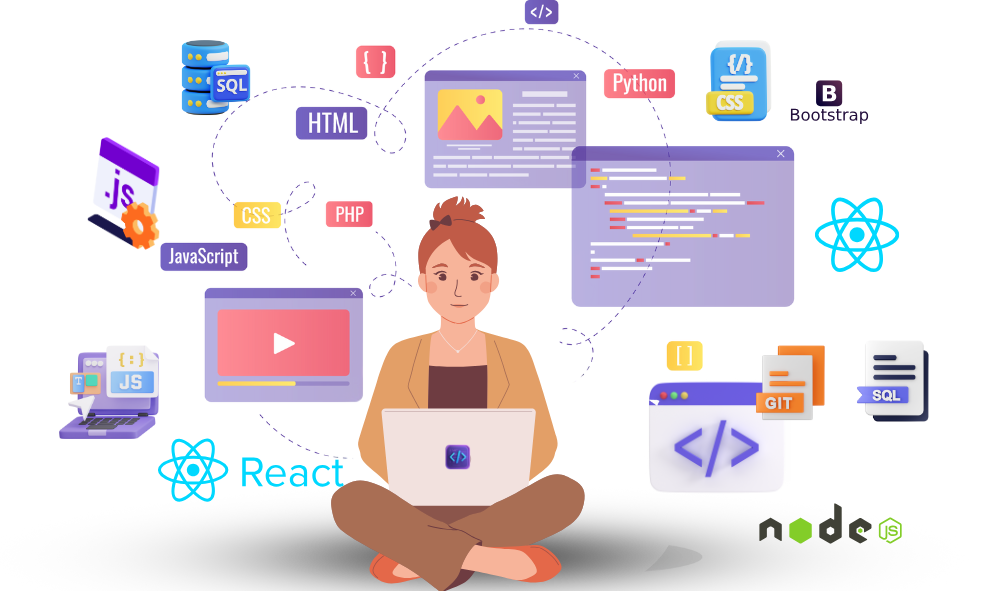 </>
SQL
{ }
HTML
Python
{/}
CSS
B
Bootstrap
.js
CSS
PHP
JavaScript
{:}
T
JS
[ ]
GIT
SQL
</>
</>
React
node
JS